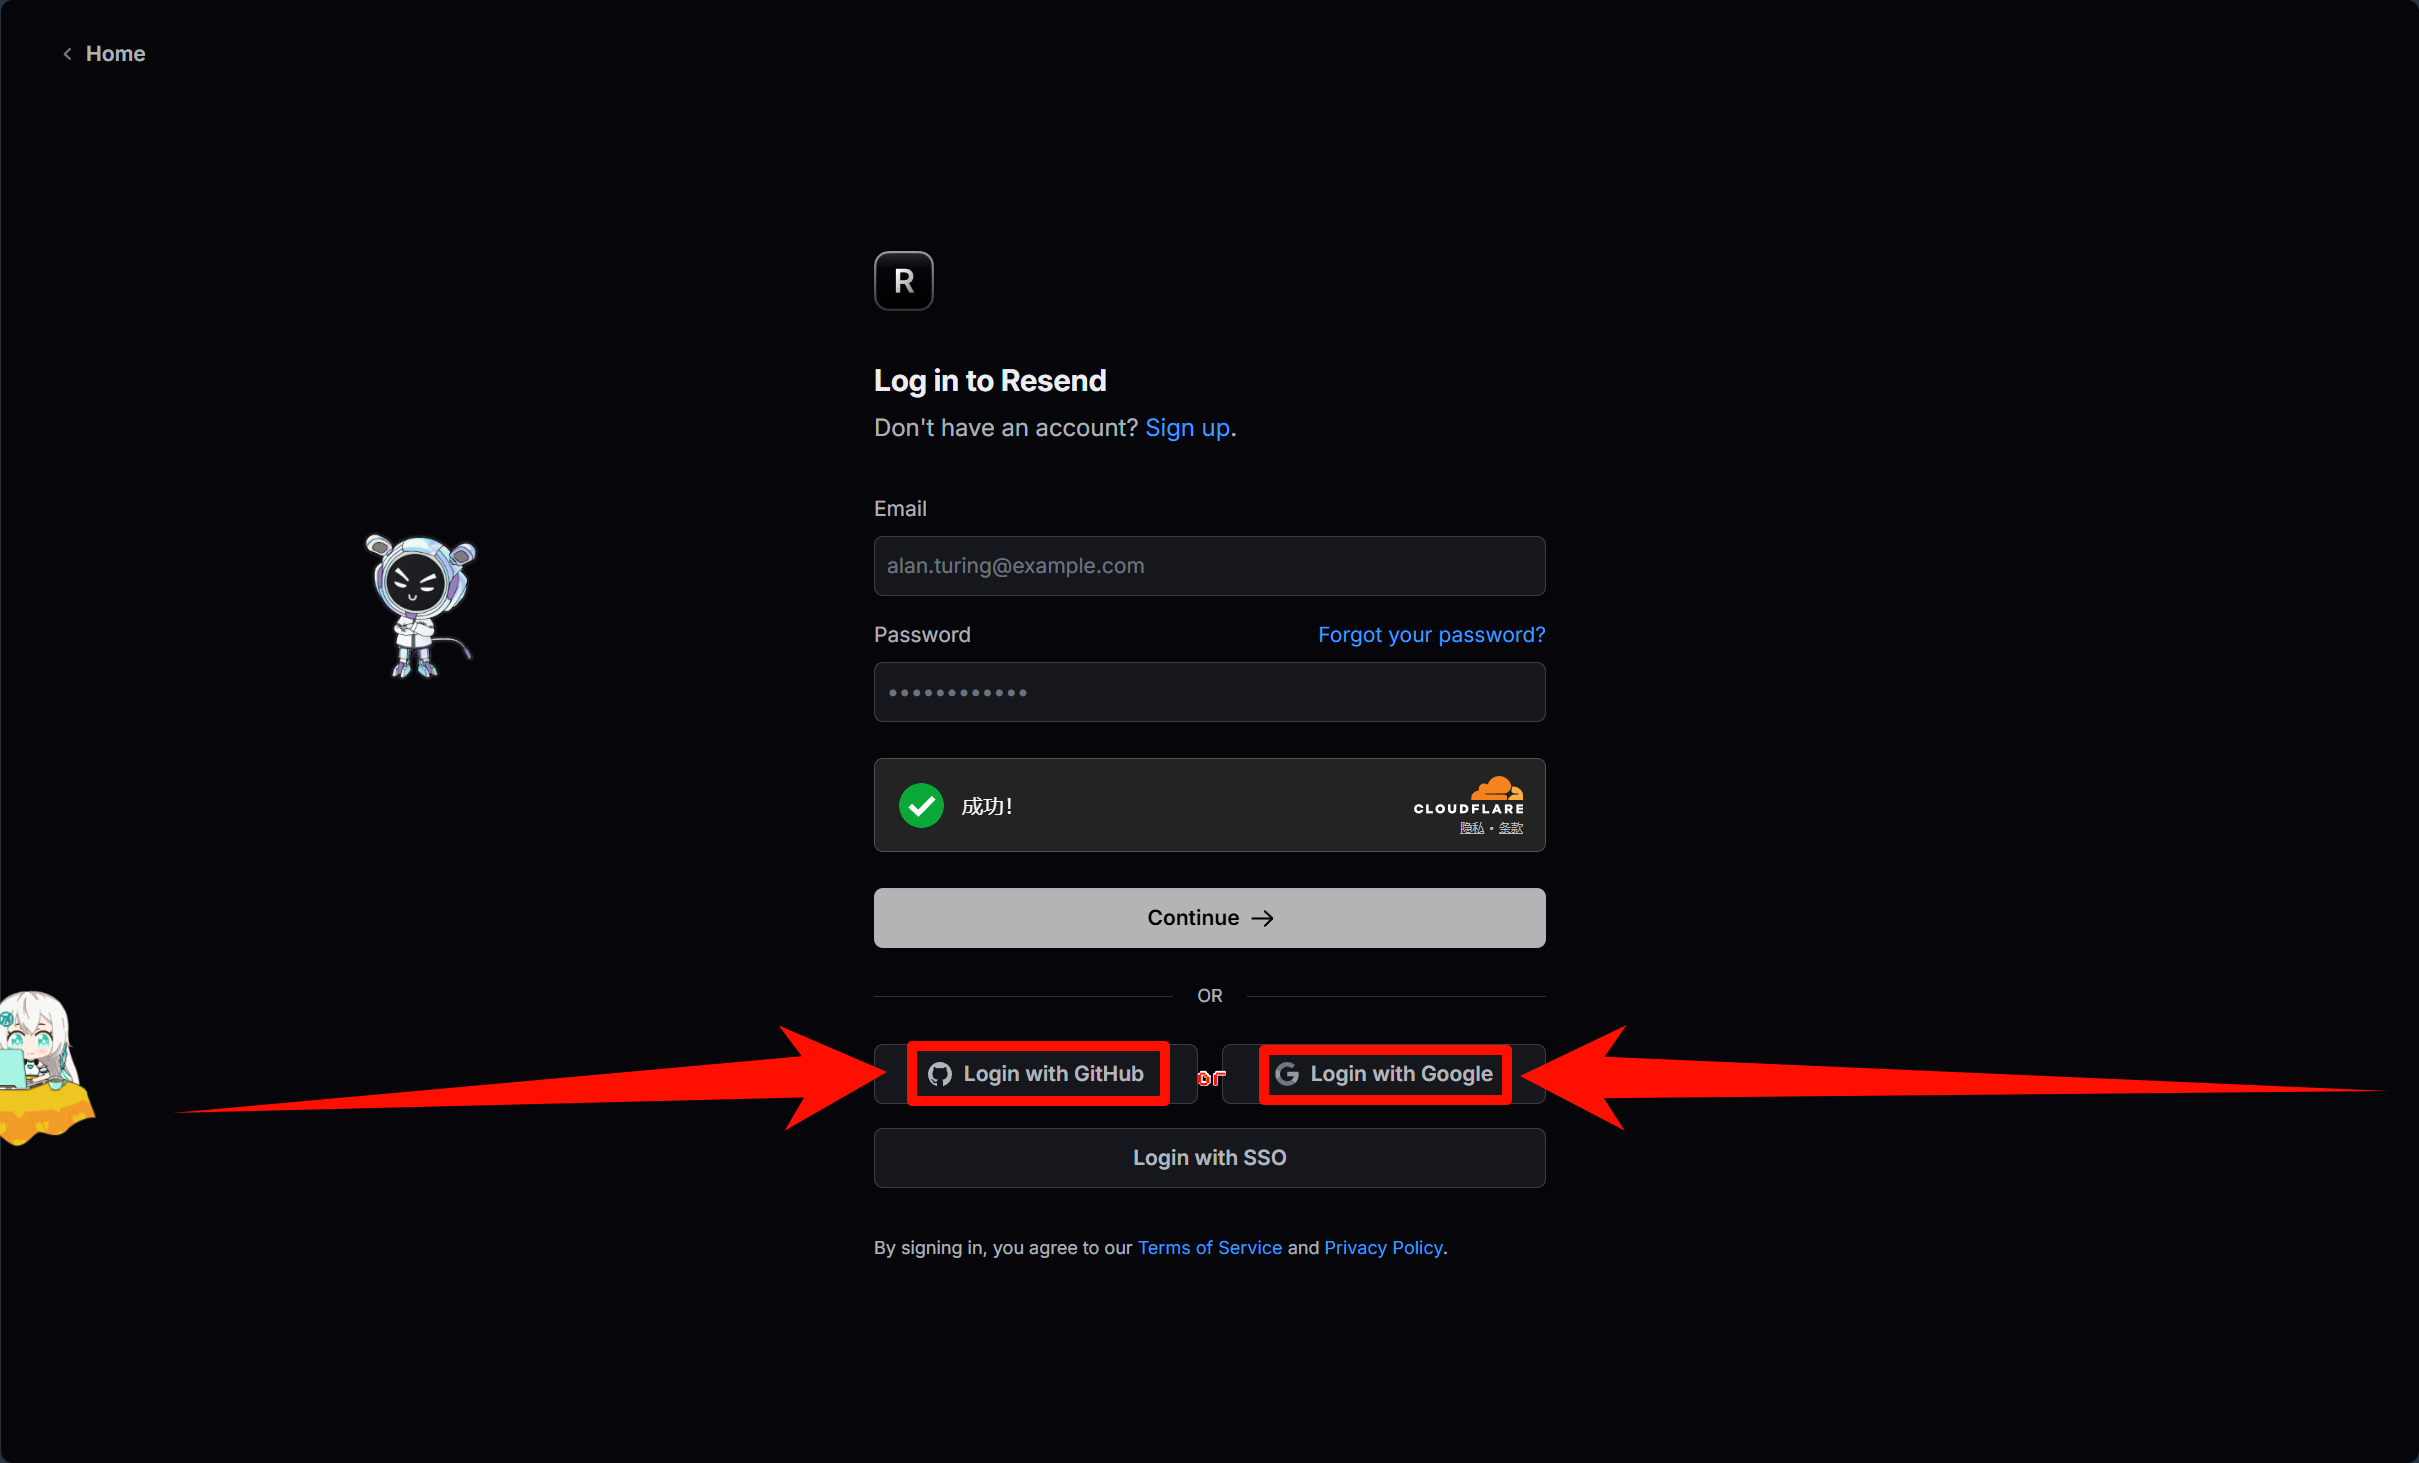 Home
R
Log in to Resend
Don't have an account? Sign up.
Email
alan.turing@example.com
Password
Forgot your password?
成功！
CLOUDFLARE
隐私 • 条款
Continue →
OR
Login with GitHub
or
Login with Google
Login with SSO
By signing in, you agree to our Terms of Service and Privacy Policy.